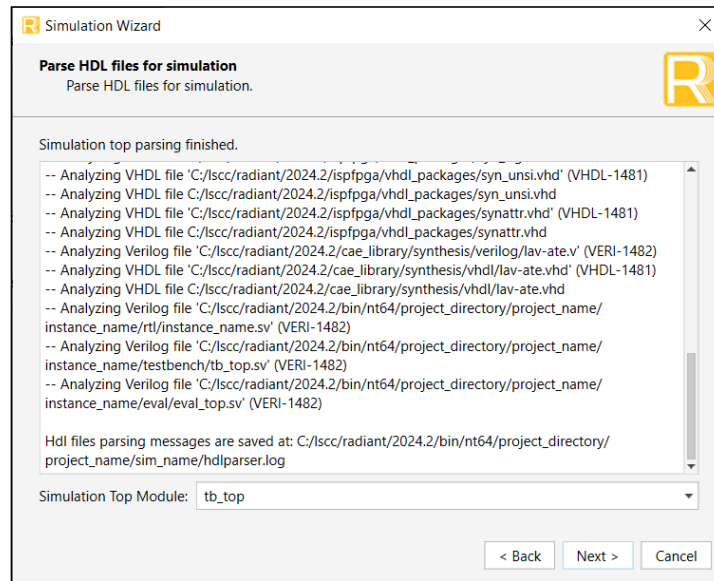 Simulation Wizard
Parse HDL files for simulation
Parse HDL files for simulation.
Simulation top parsing finished.
-- Analyzing VHDL file 'C:/lscc/radiant/2024.2/ispfpga/vhdl_packages/syn_unsi.vhd' (VHDL-1481)
-- Analyzing VHDL file C:/lscc/radiant/2024.2/ispfpga/vhdl_packages/syn_unsi.vhd
-- Analyzing VHDL file 'C:/lscc/radiant/2024.2/ispfpga/vhdl_packages/synattr.vhd' (VHDL-1481)
-- Analyzing VHDL file C:/lscc/radiant/2024.2/ispfpga/vhdl_packages/synattr.vhd
-- Analyzing Verilog file 'C:/lscc/radiant/2024.2/cae_library/synthesis/verilog/lav-ate.v' (VERI-1482)
-- Analyzing VHDL file 'C:/lscc/radiant/2024.2/cae_library/synthesis/vhdl/lav-ate.vhd' (VHDL-1481)
-- Analyzing VHDL file C:/lscc/radiant/2024.2/cae_library/synthesis/vhdl/lav-ate.vhd
-- Analyzing Verilog file 'C:/lscc/radiant/2024.2/bin/nt64/project_directory/project_name/
instance_name/rtl/instance_name.sv' (VERI-1482)
-- Analyzing Verilog file 'C:/lscc/radiant/2024.2/bin/nt64/project_directory/project_name/
instance_name/testbench/tb_top.sv' (VERI-1482)
-- Analyzing Verilog file 'C:/lscc/radiant/2024.2/bin/nt64/project_directory/project_name/
instance_name/eval/eval_top.sv' (VERI-1482)
Hdl files parsing messages are saved at: C:/lscc/radiant/2024.2/bin/nt64/project_directory/
project_name/sim_name/hdlparser.log
Simulation Top Module: tb_top
< Back Next > Cancel